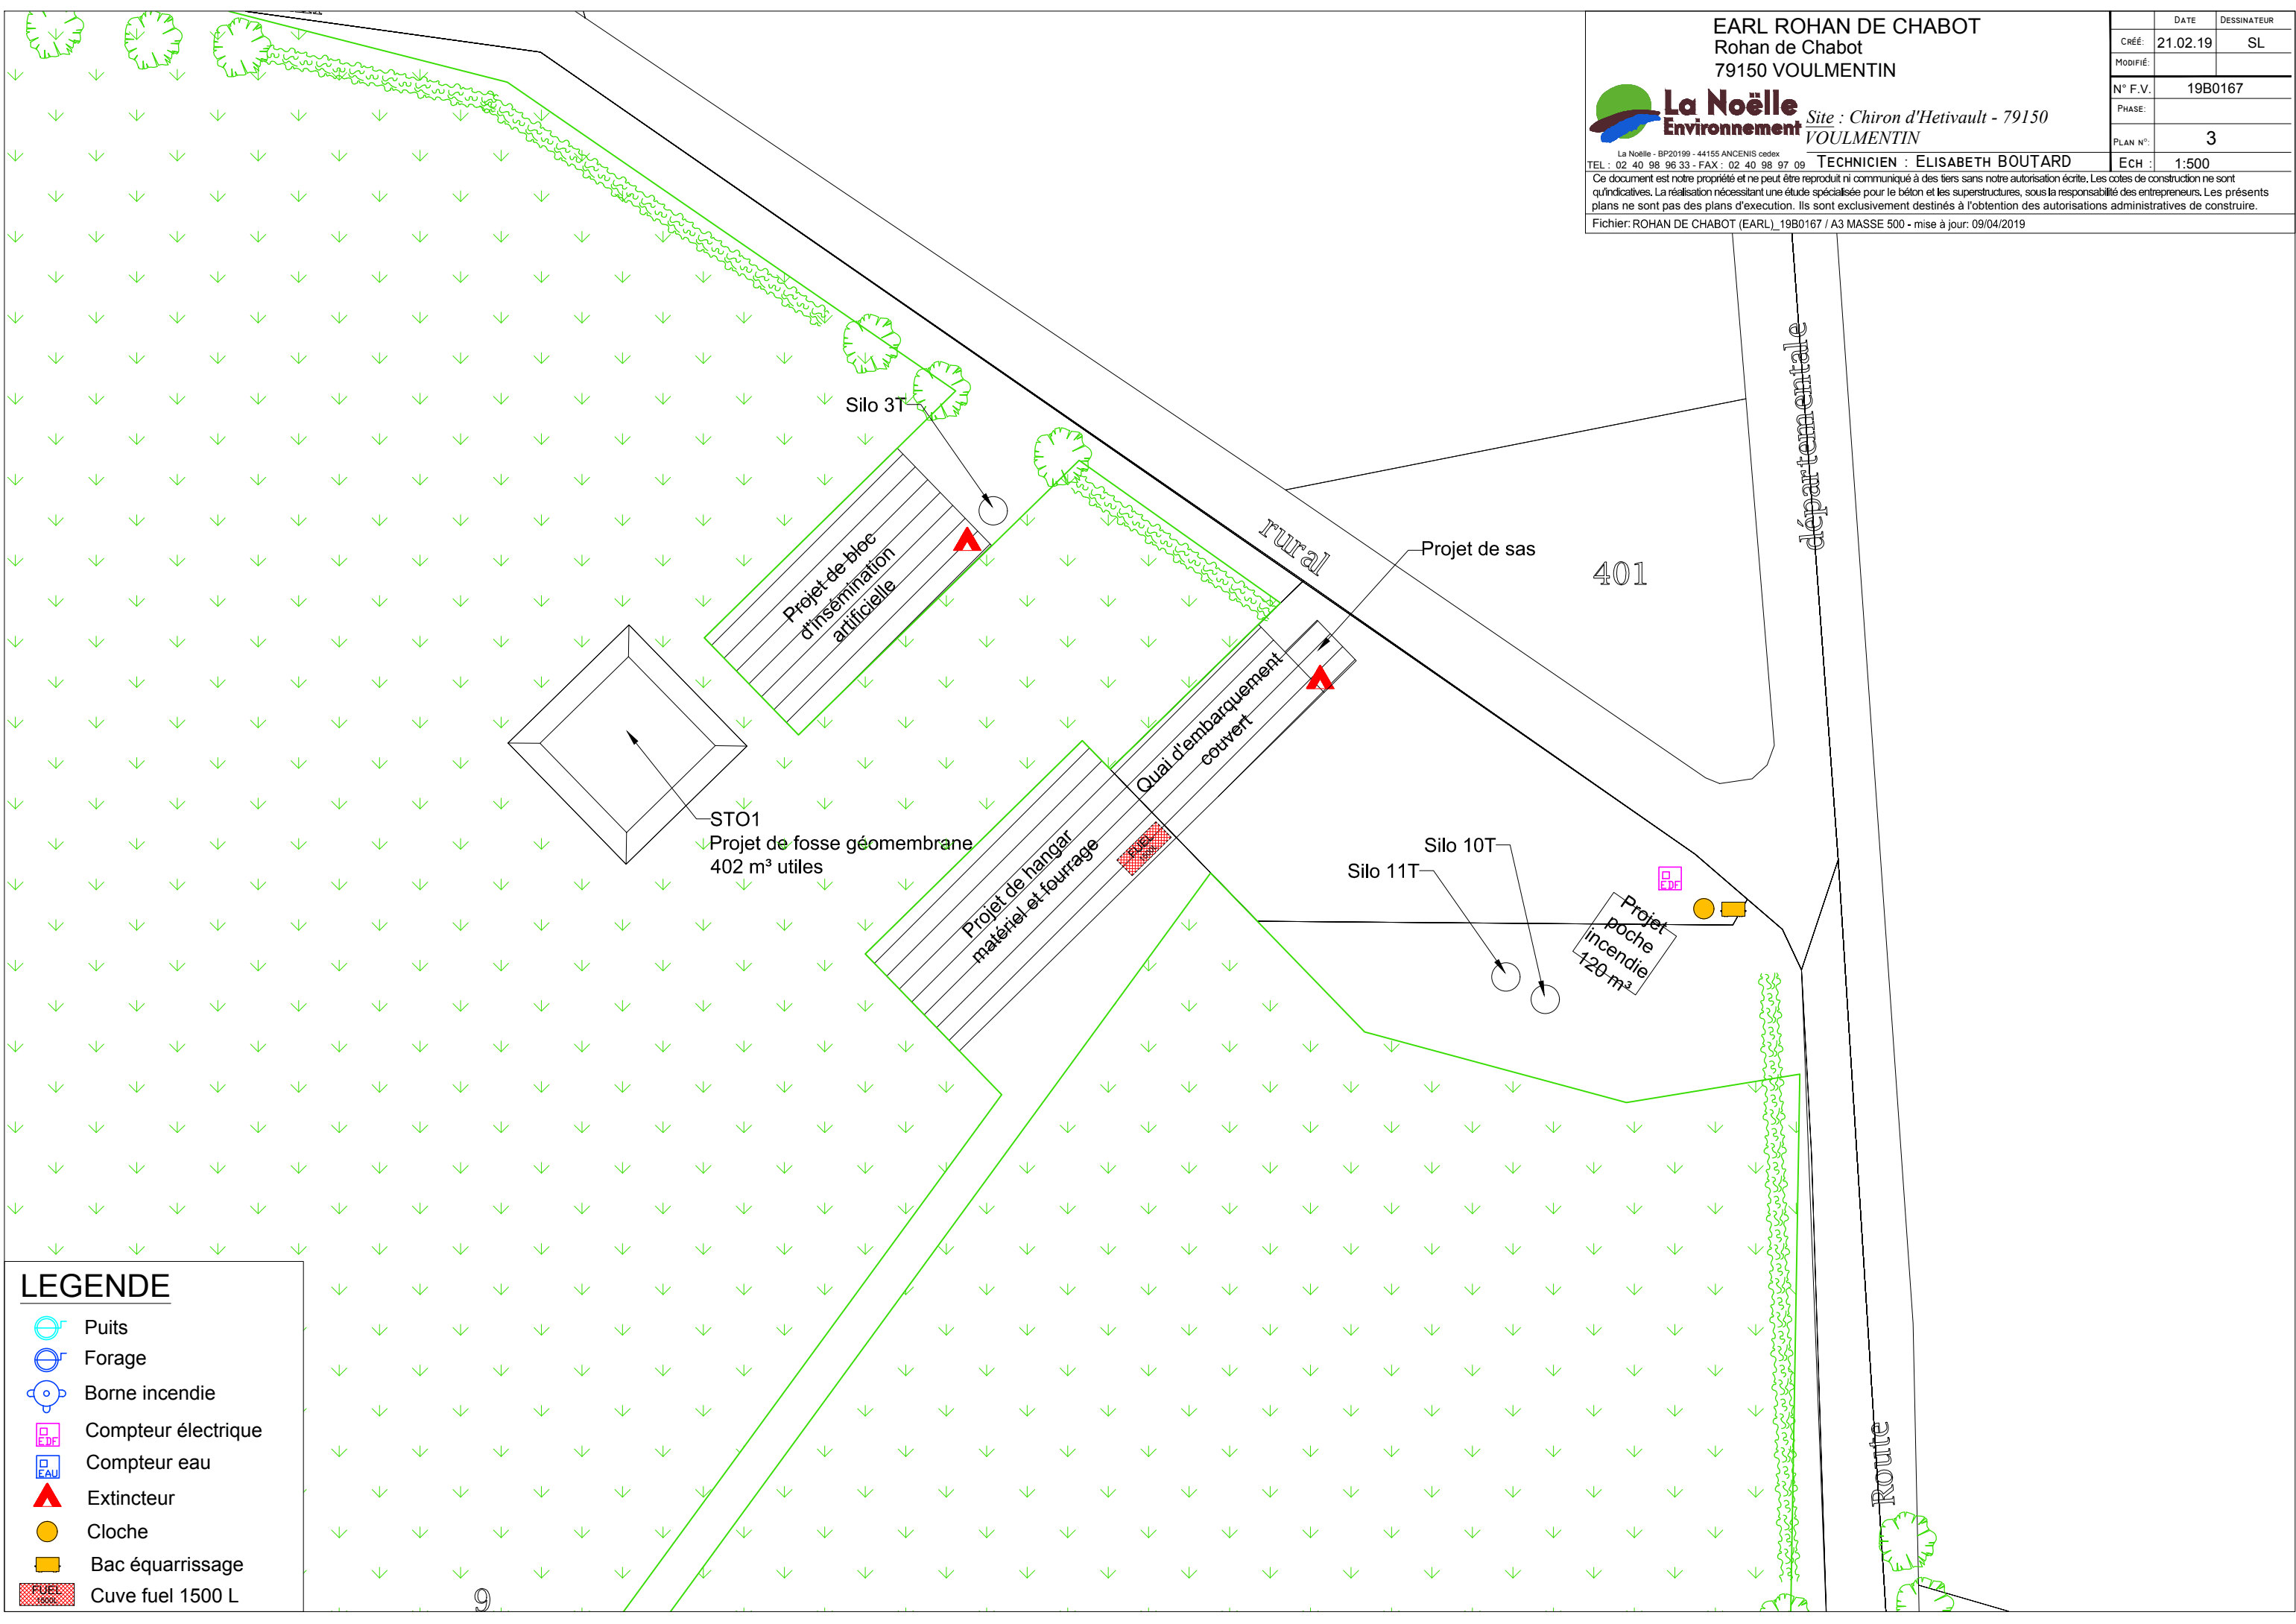 EARL ROHAN DE CHABOT
Rohan de Chabot
79150 VOULMENTIN
La Noëlle
Environnement
Site : Chiron d'Hetivault - 79150
VOULMENTIN
La Noëlle - BP20199 - 44155 ANCENIS cedex
TEL : 02 40 98 96 33 - FAX : 02 40 98 97 09
TECHNICIEN : ELISABETH BOUTARD
DATE DESSINATEUR
CRÉÉ: 21.02.19 SL
MODIFIÉ:
N° F.V. 19B0167
PHASE:
PLAN N°: 3
ECH : 1:500
Ce document est notre propriété et ne peut être reproduit ni communiqué à des tiers sans notre autorisation écrite. Les cotes de construction ne sont
qu'indicatives. La réalisation nécessitant une étude spécialisée pour le béton et les superstructures, sous la responsabilité des entrepreneurs. Les présents
plans ne sont pas des plans d'execution. Ils sont exclusivement destinés à l'obtention des autorisations administratives de construire.
Fichier: ROHAN DE CHABOT (EARL)_19B0167 / A3 MASSE 500 - mise à jour: 09/04/2019
départementale
Silo 3T
rural
Projet de sas
401
Projet de bloc
d'insémination
artificielle
Quai d'embarquement
couvert
STO1
Projet de fosse géomembrane
402 m³ utiles
Projet de hangar
matériel et fourrage
FUEL
1500L
Silo 10T
Silo 11T
EDF
Projet
poche
incendie
120 m³
Route
9
LEGENDE
Puits
Forage
Borne incendie
EDF Compteur électrique
EAU Compteur eau
Extincteur
Cloche
Bac équarrissage
FUEL
1500L
Cuve fuel 1500 L